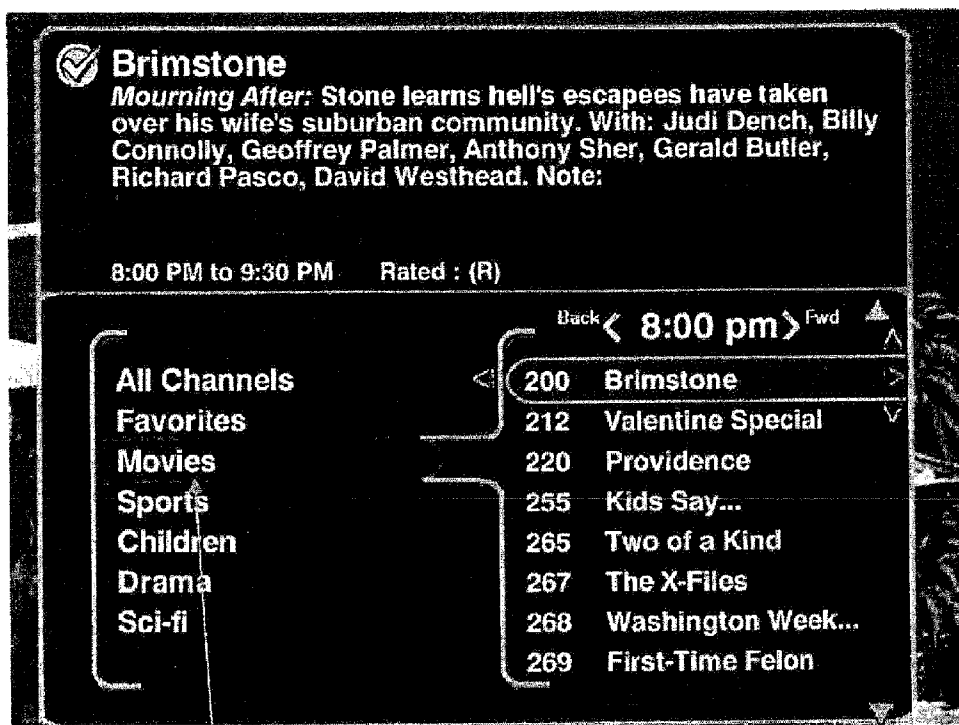 Brimstone
Mourning After: Stone learns hell's escapees have taken
over his wife's suburban community. With: Judi Dench, Billy
Connolly, Geoffrey Palmer, Anthony Sher, Gerald Butler,
Richard Pasco, David Westhead. Note:
8:00 PM to 9:30 PM Rated : (R)
Back < 8:00 pm > Fwd
All Channels
Favorites
Movies
Sports
Children
Drama
Sci-fi
200 Brimstone
212 Valentine Special
220 Providence
255 Kids Say...
265 Two of a Kind
267 The X-Files
268 Washington Week...
269 First-Time Felon